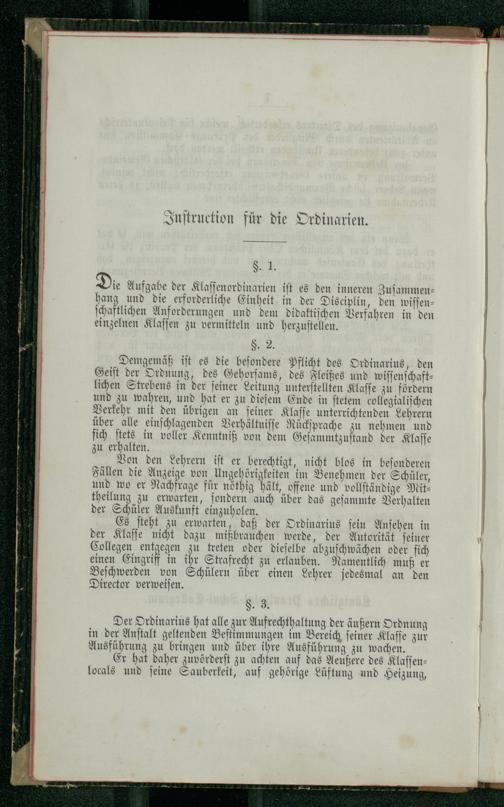 Instruction für die Ordinarien.
§. 1.
Die Aufgabe der Klassenordinarien ist es den inneren Zusammen-
hang und die erforderliche Einheit in der Disciplin, den wissen-
schaftlichen Anforderungen und dem didaktischen Verfahren in den
einzelnen Klassen zu vermitteln und herzustellen.
§. 2.
Demgemäß ist es die besondere Pflicht des Ordinarius, den
Geist der Ordnung, des Gehorsams, des Fleißes und wissenschaft-
lichen Strebens in der seiner Leitung unterstellten Klasse zu fördern
und zu wahren, und hat er zu diesem Ende in stetem collegialischen
Verkehr mit den übrigen an seiner Klasse unterrichtenden Lehrern
über alle einschlagenden Verhältnisse Rücksprache zu nehmen und
sich stets in voller Kenntniß von dem Gesammtzustand der Klasse
zu erhalten.
Von den Lehrern ist er berechtigt, nicht blos in besonderen
Fällen die Anzeige von Ungehörigkeiten im Benehmen der Schüler,
und wo er Nachfrage für nöthig hält, offene und vollständige Mit-
theilung zu erwarten, sondern auch über das gesammte Verhalten
der Schüler Auskunft einzuholen.
Es steht zu erwarten, daß der Ordinarius sein Ansehen in
der Klasse nicht dazu mißbrauchen werde, der Autorität seiner
Collegen entgegen zu treten oder dieselbe abzuschwächen oder sich
einen Eingriff in ihr Strafrecht zu erlauben. Namentlich muß er
Beschwerden von Schülern über einen Lehrer jedesmal an den
Director verweisen.
§. 3.
Der Ordinarius hat alle zur Aufrechthaltung der äußern Ordnung
in der Anstalt geltenden Bestimmungen im Bereich seiner Klasse zur
Ausführung zu bringen und über ihre Ausführung zu wachen.
Er hat daher zuvörderst zu achten auf das Aeußere des Klassen-
locals und seine Sauberkeit, auf gehörige Lüftung und Heizung,